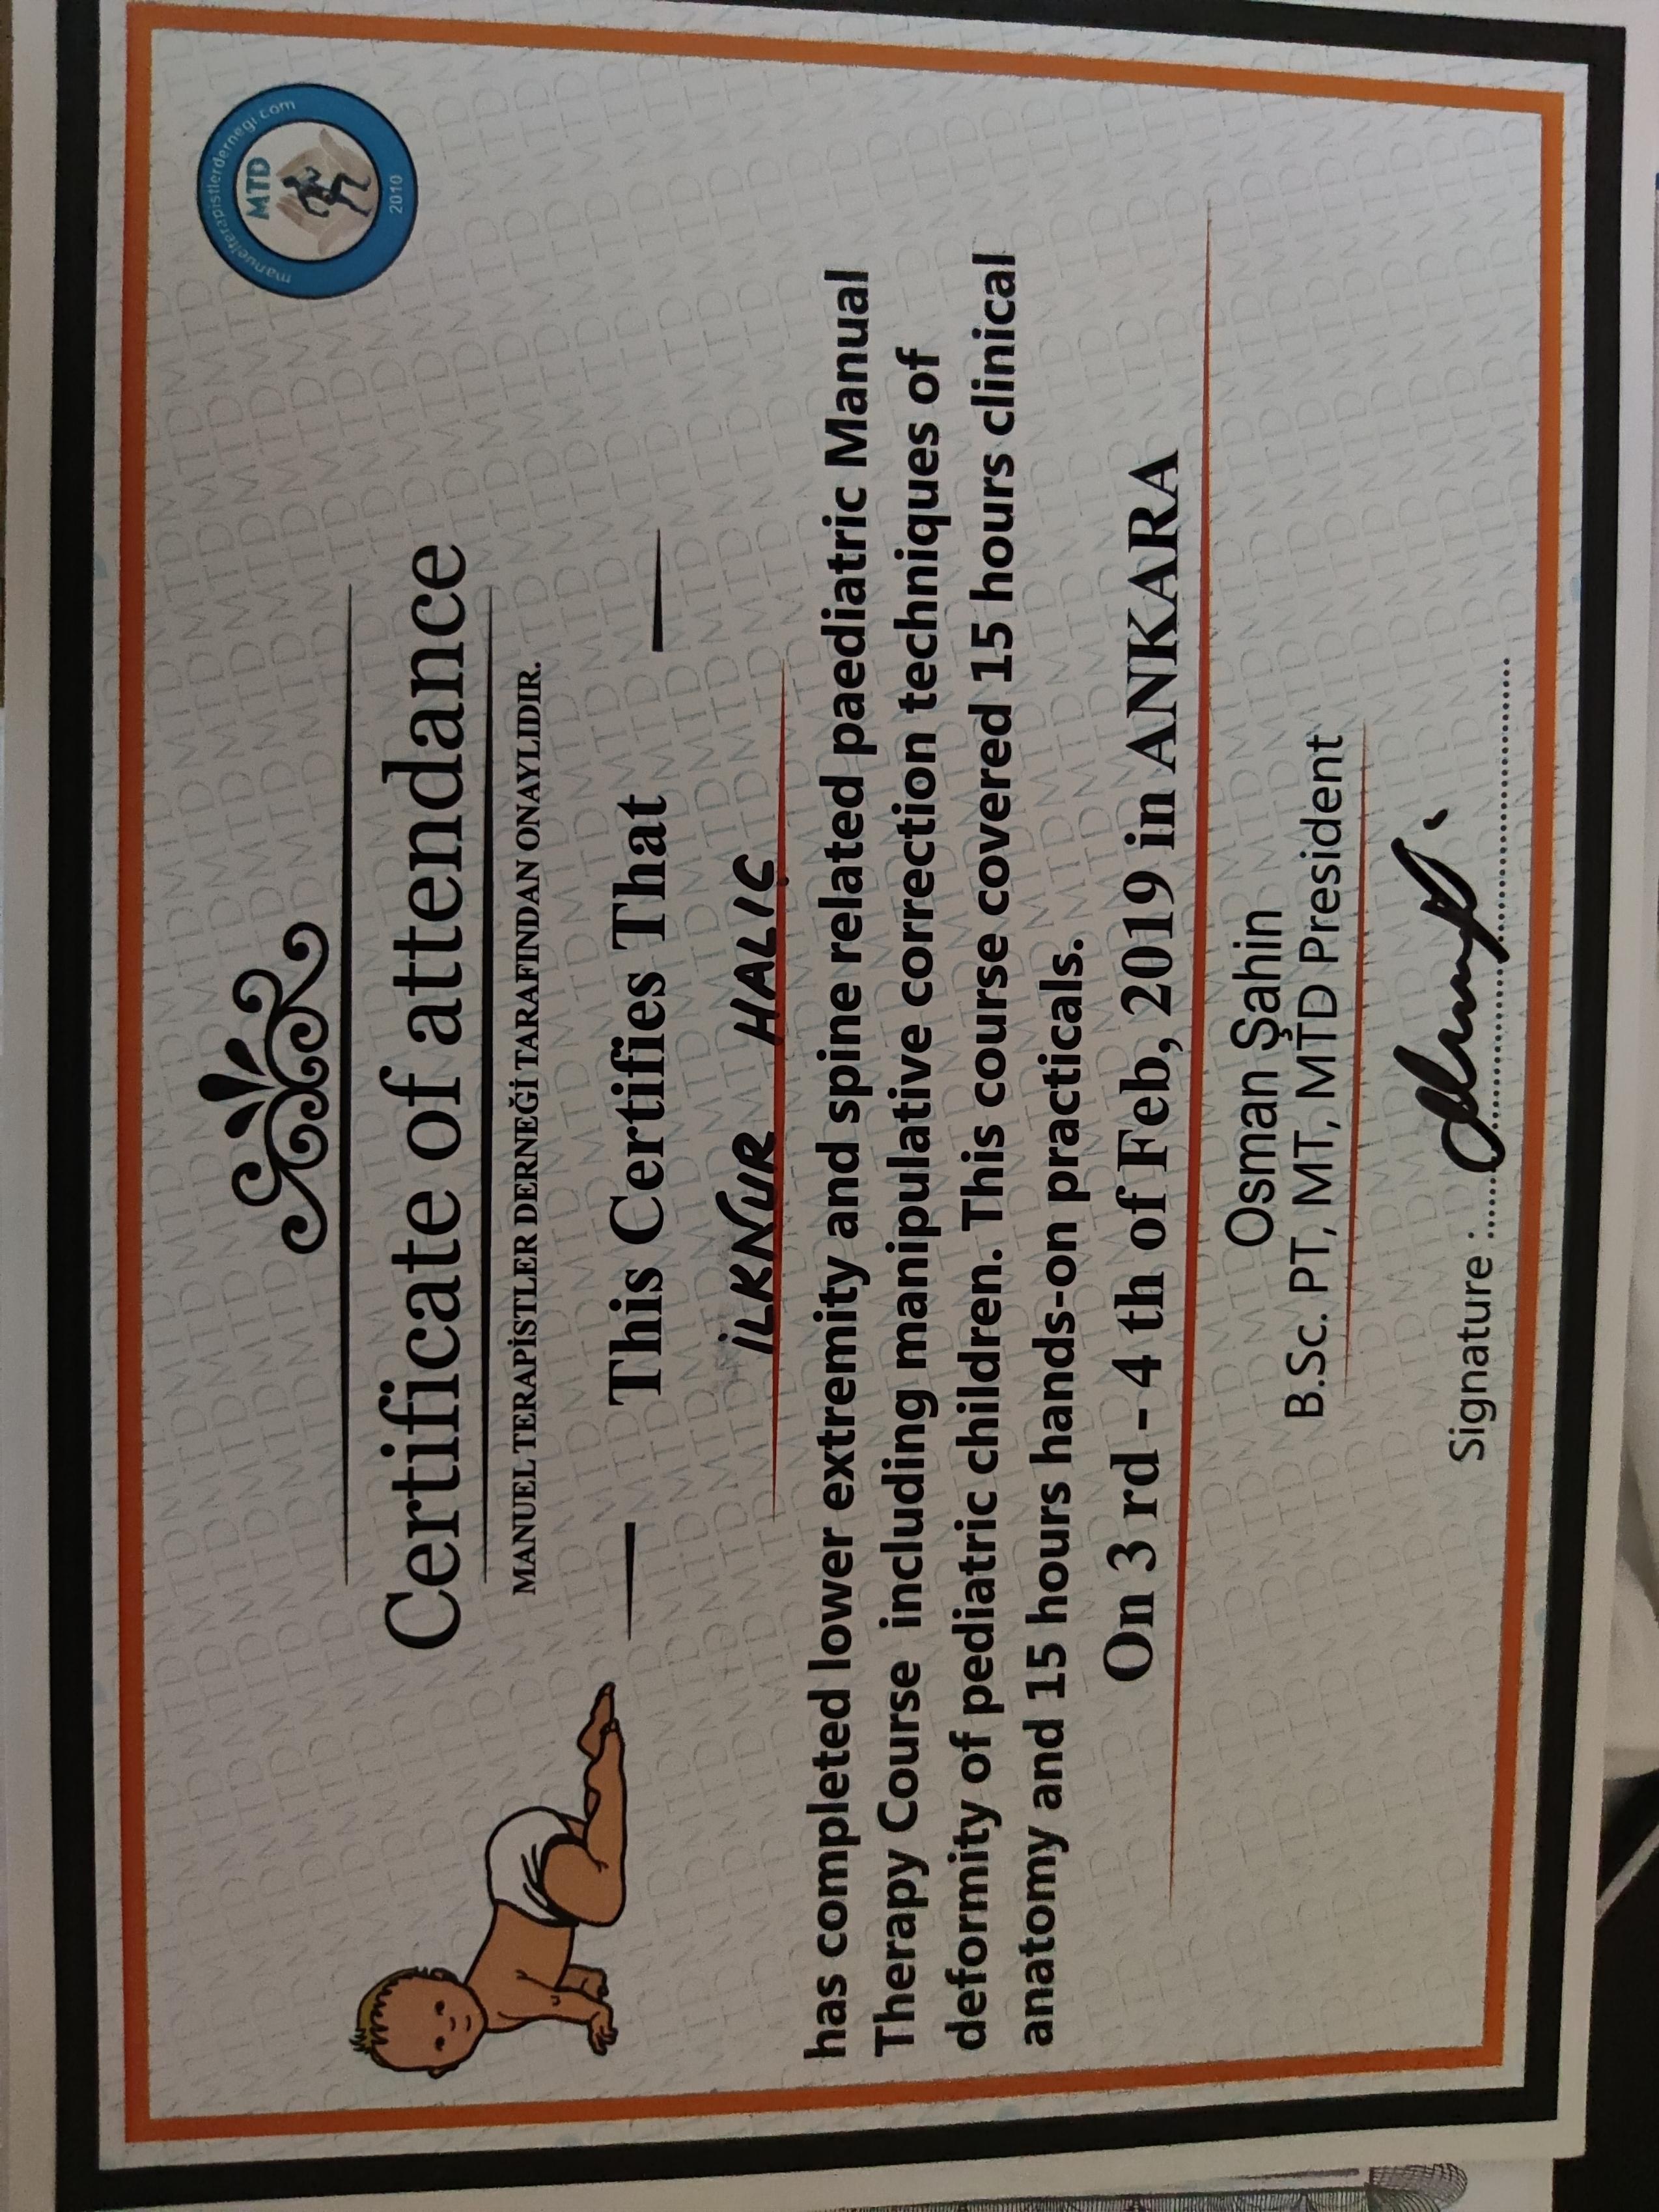 manuelterapistlerdernegi.com
MTD
2010
Certificate of attendance
MANUEL TERAPİSTLER DERNEĞİ TARAFINDAN ONAYLIDIR.
This Certifies That
İLKNUR HALIÇ
has completed lower extremity and spine related paediatric Manual
Therapy Course including manipulative correction techniques of
deformity of pediatric children. This course covered 15 hours clinical
anatomy and 15 hours hands-on practicals.
On 3 rd - 4 th of Feb, 2019 in ANKARA
Osman Şahin
B.Sc. PT, MT, MTD President
Signature :